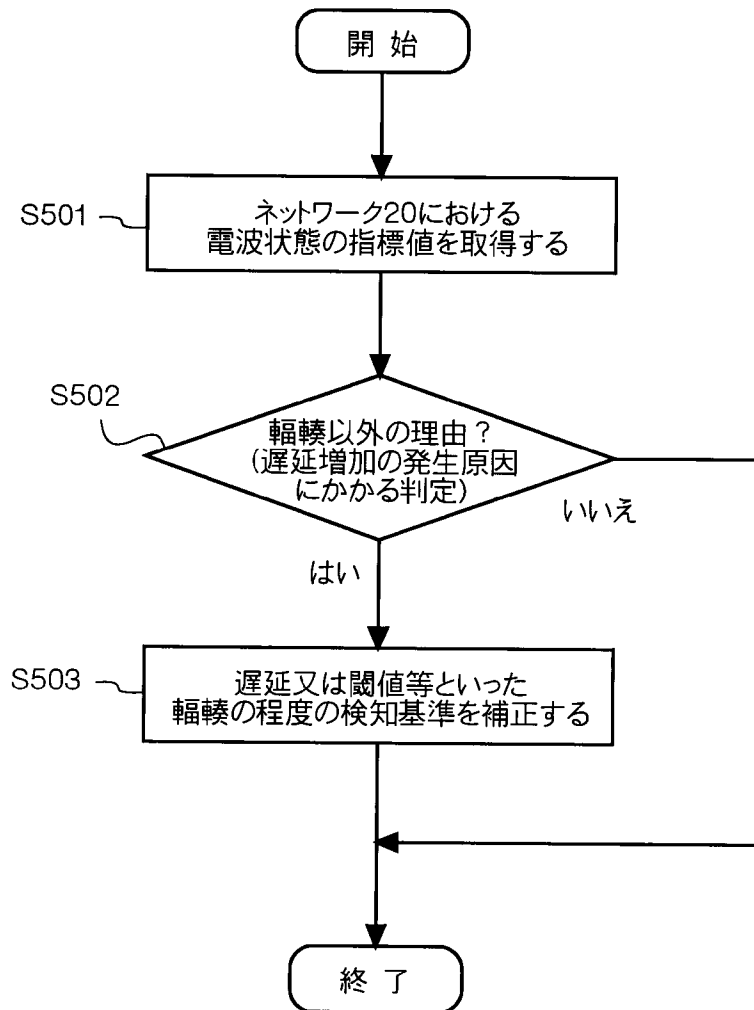 開 始
S501
ネットワーク20における
電波状態の指標値を取得する
S502
輻輳以外の理由？
(遅延増加の発生原因
にかかる判定)
いいえ
はい
S503
遅延又は閾値等といった
輻輳の程度の検知基準を補正する
終 了